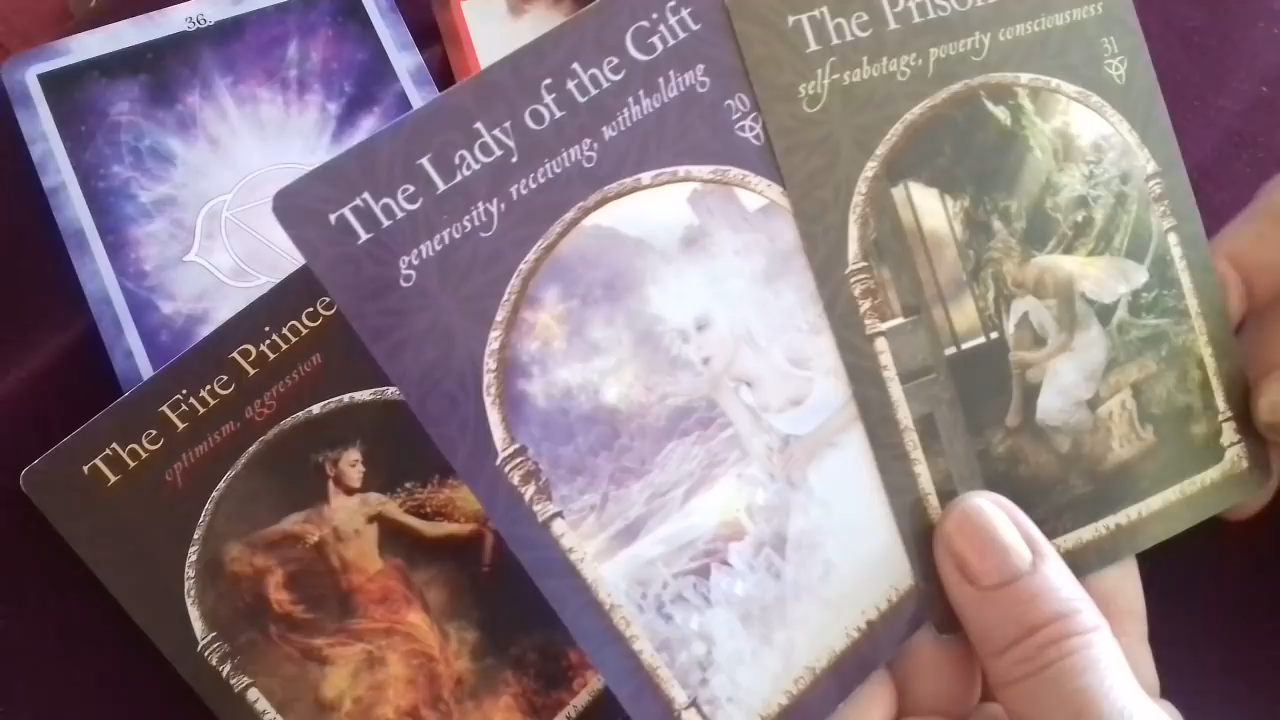 36.
The Lady of the Gift
generosity, receiving, withholding
20
The
self-sabotage, poverty consciousness
31
The Fire Prince
optimism, aggression